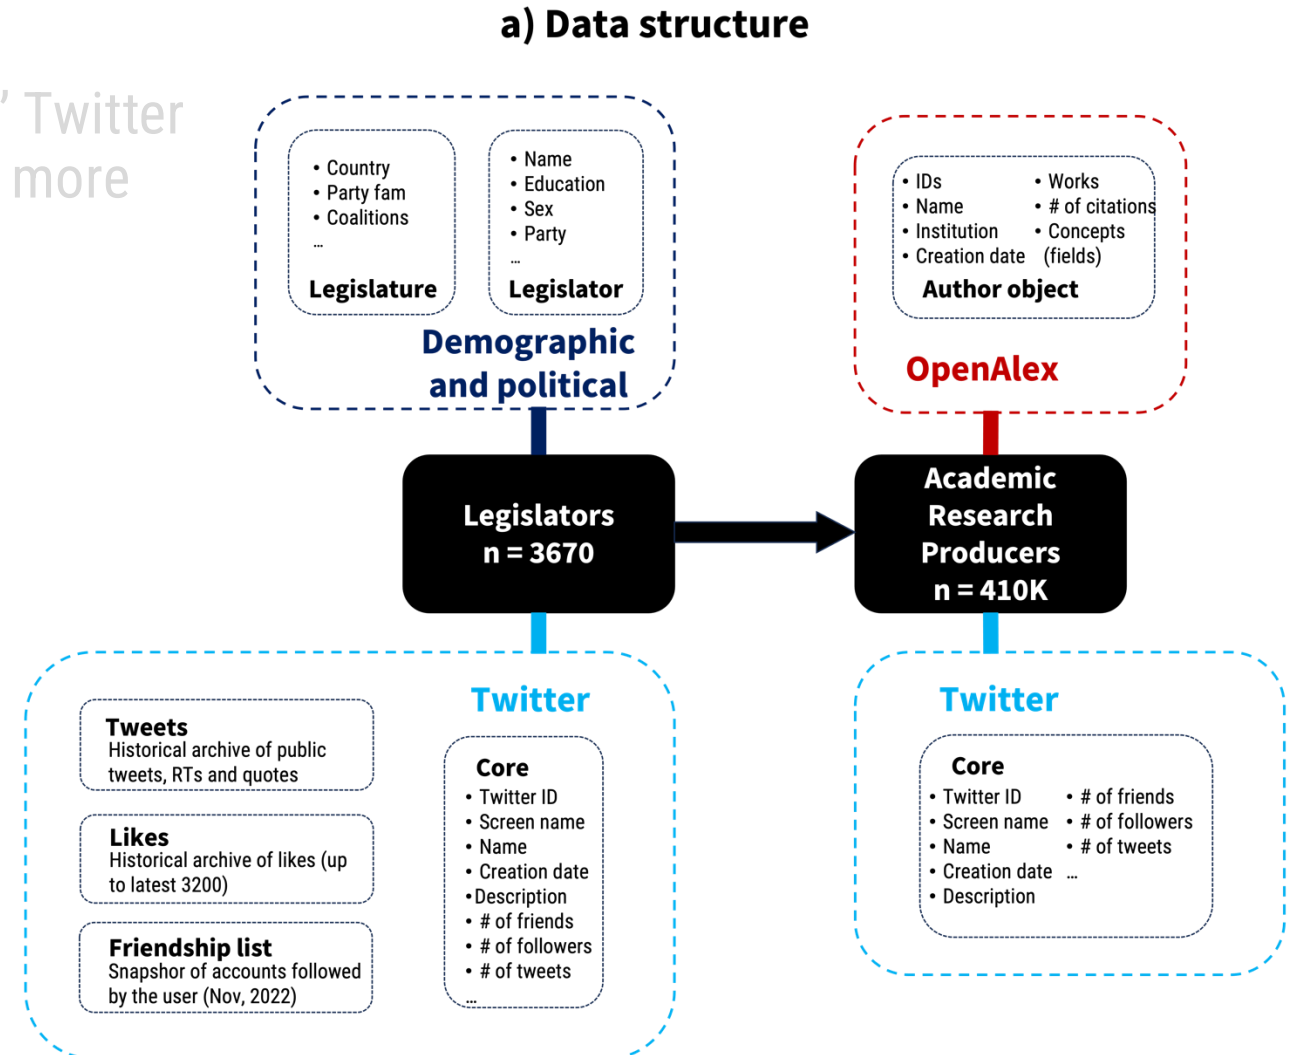 a) Data structure
’ Twitter
more
• Country
• Party fam
• Coalitions
...
Legislature
• Name
• Education
• Sex
• Party
...
Legislator
Demographic
and political
• IDs
• Name
• Institution
• Creation date
• Works
• # of citations
• Concepts
(fields)
Author object
OpenAlex
Legislators
n = 3670
Academic
Research
Producers
n = 410K
Twitter
Tweets
Historical archive of public
tweets, RTs and quotes
Likes
Historical archive of likes (up
to latest 3200)
Friendship list
Snapshor of accounts followed
by the user (Nov, 2022)
Core
• Twitter ID
• Screen name
• Name
• Creation date
•Description
• # of friends
• # of followers
• # of tweets
...
Twitter
Core
• Twitter ID
• Screen name
• Name
• Creation date
• Description
• # of friends
• # of followers
• # of tweets
...